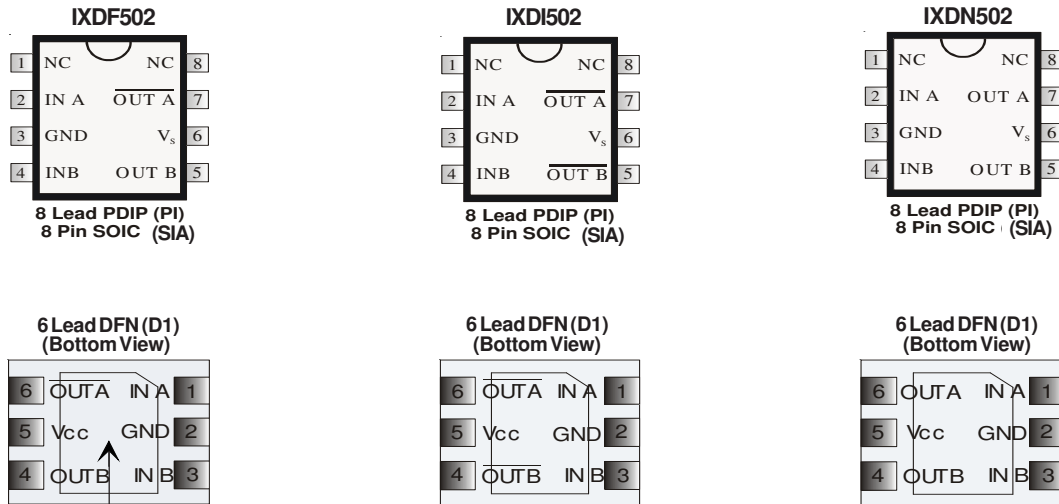 IXDF502
1 NC NC 8
2 IN A OUT A 7
3 GND Vs 6
4 INB OUT B 5
8 Lead PDIP (PI)
8 Pin SOIC (SIA)
IXDI502
1 NC NC 8
2 IN A OUT A 7
3 GND Vs 6
4 INB OUT B 5
8 Lead PDIP (PI)
8 Pin SOIC (SIA)
IXDN502
1 NC NC 8
2 IN A OUT A 7
3 GND Vs 6
4 INB OUT B 5
8 Lead PDIP (PI)
8 Pin SOIC (SIA)
6 Lead DFN (D1)
(Bottom View)
6 OUTA IN A 1
5 Vcc GND 2
4 OUTB IN B 3
6 Lead DFN (D1)
(Bottom View)
6 OUTA IN A 1
5 Vcc GND 2
4 OUTB IN B 3
6 Lead DFN (D1)
(Bottom View)
6 OUTA IN A 1
5 Vcc GND 2
4 OUTB IN B 3